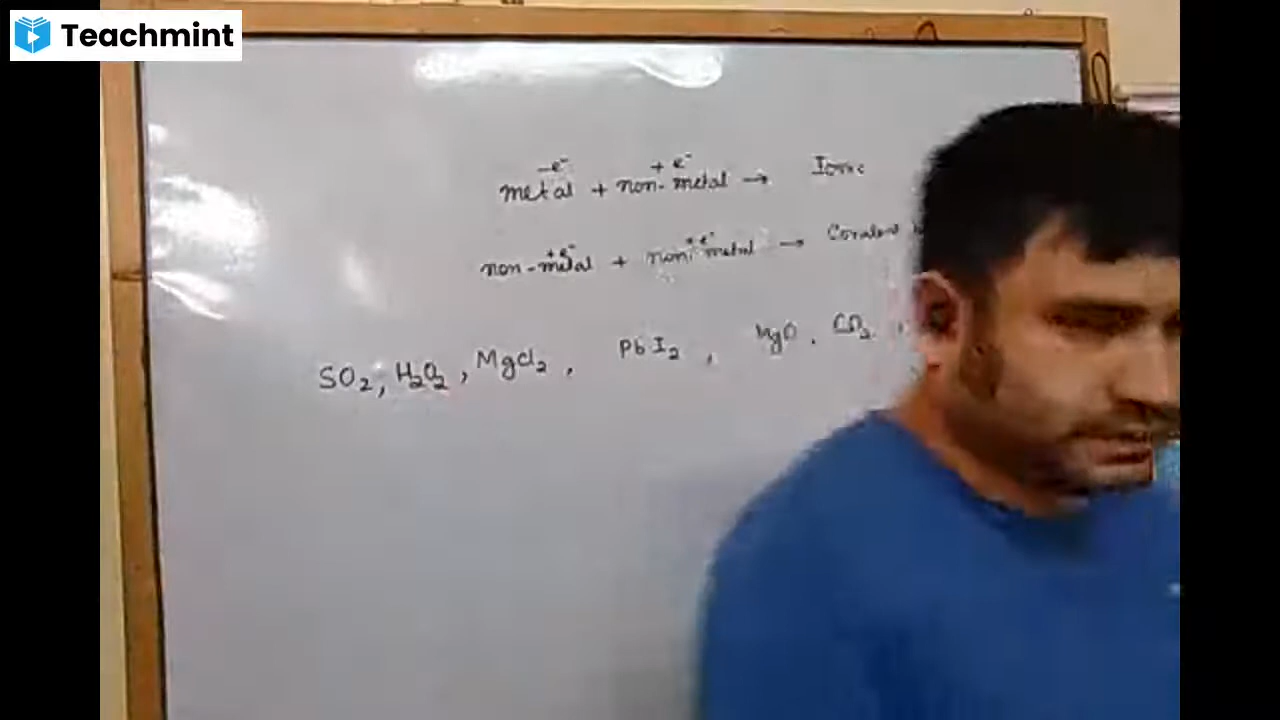 Teachmint
-e⁻ + e⁻
metal + non-metal → Ionic
+e⁻ +e⁻
non-metal + non-metal → Covalent
SO₂, H₂O₂, MgCl₂, PbI₂, MgO, CO₂,